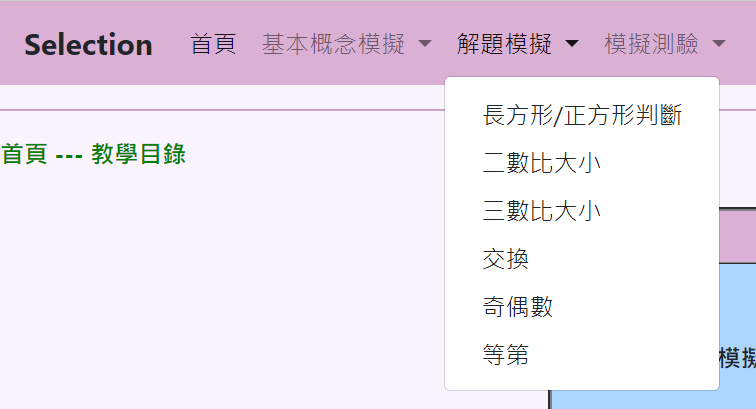 Selection 首頁 基本概念模擬 解題模擬 模擬測驗
長方形/正方形判斷
首頁 --- 教學目錄
二數比大小
三數比大小
交換
奇偶數
等第
模